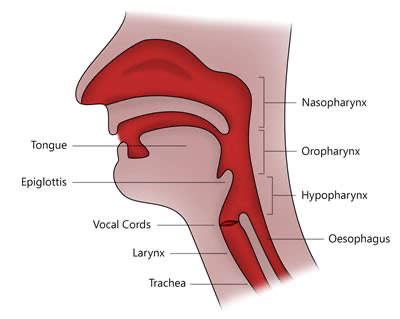 Nasopharynx
Tongue
Oropharynx
Epiglottis
Hypopharynx
Vocal Cords
Oesophagus
Larynx
Trachea